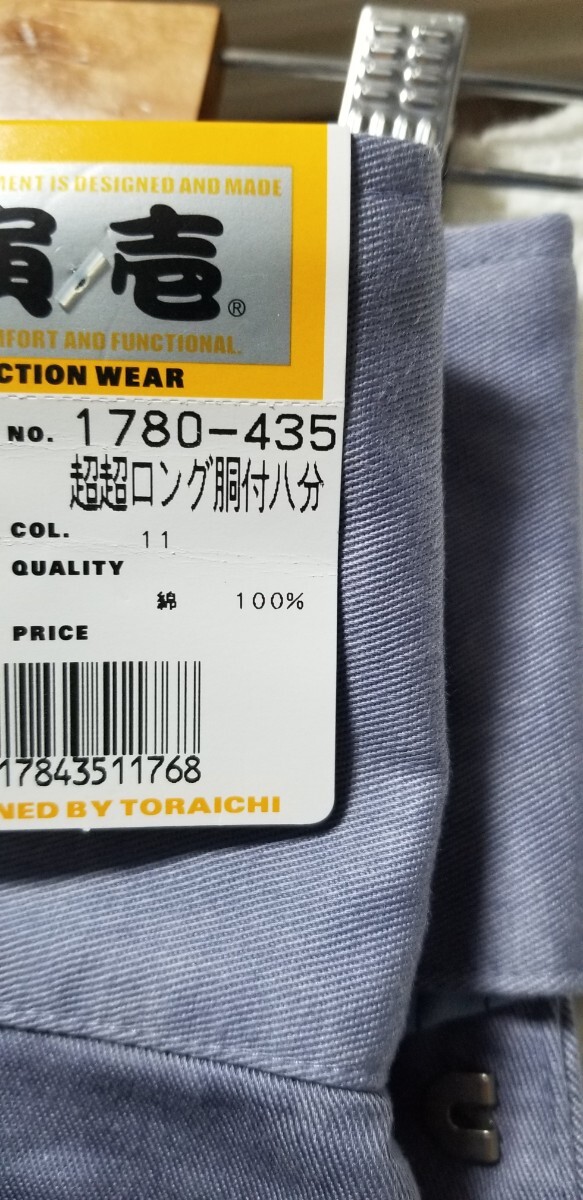 MENT IS DESIGNED AND MADE
寅壱®
MFORT AND FUNCTIONAL.
CTION WEAR
NO. 1780-435
超超ロング胴付八分
COL. 11
QUALITY
綿 100%
PRICE
17843511768
NED BY TORAICHI